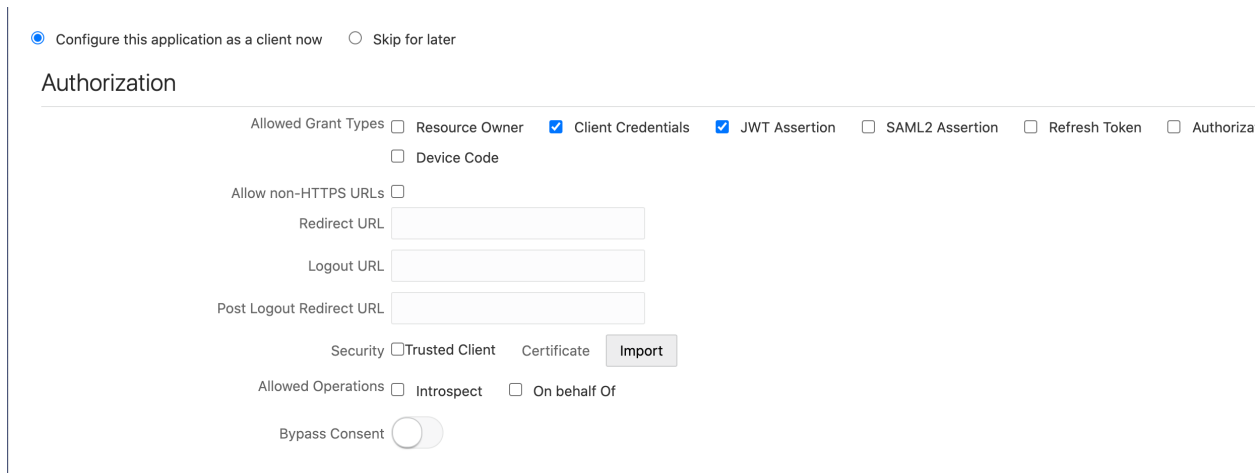 Configure this application as a client now Skip for later
Authorization
Allowed Grant Types Resource Owner Client Credentials JWT Assertion SAML2 Assertion Refresh Token Authoriza
Device Code
Allow non-HTTPS URLs
Redirect URL
Logout URL
Post Logout Redirect URL
Security Trusted Client Certificate Import
Allowed Operations Introspect On behalf Of
Bypass Consent